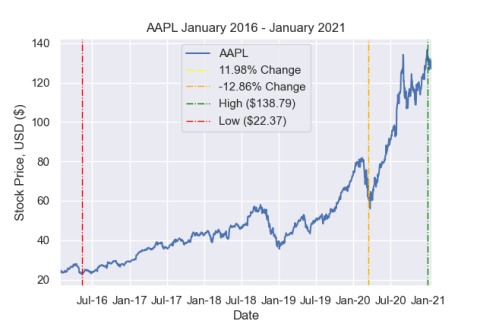 AAPL January 2016 - January 2021
140
120
100
80
60
40
20
Stock Price, USD ($)
AAPL
11.98% Change
-12.86% Change
High ($138.79)
Low ($22.37)
Jul-16 Jan-17 Jul-17 Jan-18 Jul-18 Jan-19 Jul-19 Jan-20 Jul-20 Jan-21
Date